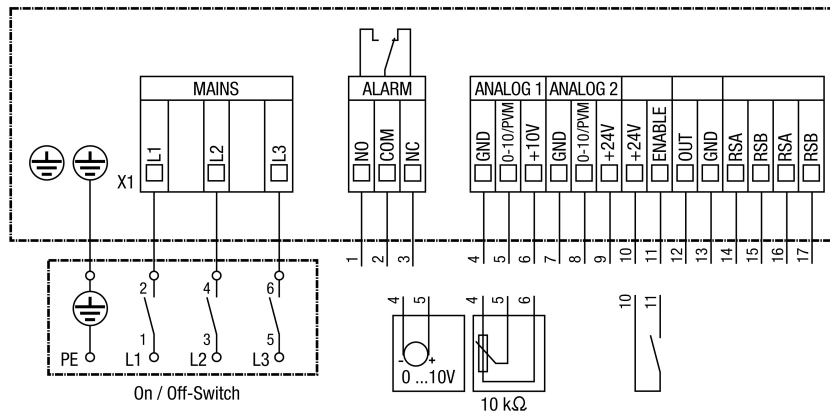 MAINS
ALARM
ANALOG 1
ANALOG 2
X1
L1
L2
L3
NO
COM
NC
GND
0-10/PVM
+10V
GND
0-10/PVM
+24V
+24V
ENABLE
OUT
GND
RSA
RSB
RSA
RSB
1
2
3
4
5
6
7
8
9
10
11
12
13
14
15
16
17
2
4
6
1
3
5
PE
L1
L2
L3
On / Off-Switch
4
5
- +
0 ...10V
4
5
6
10 kΩ
10
11